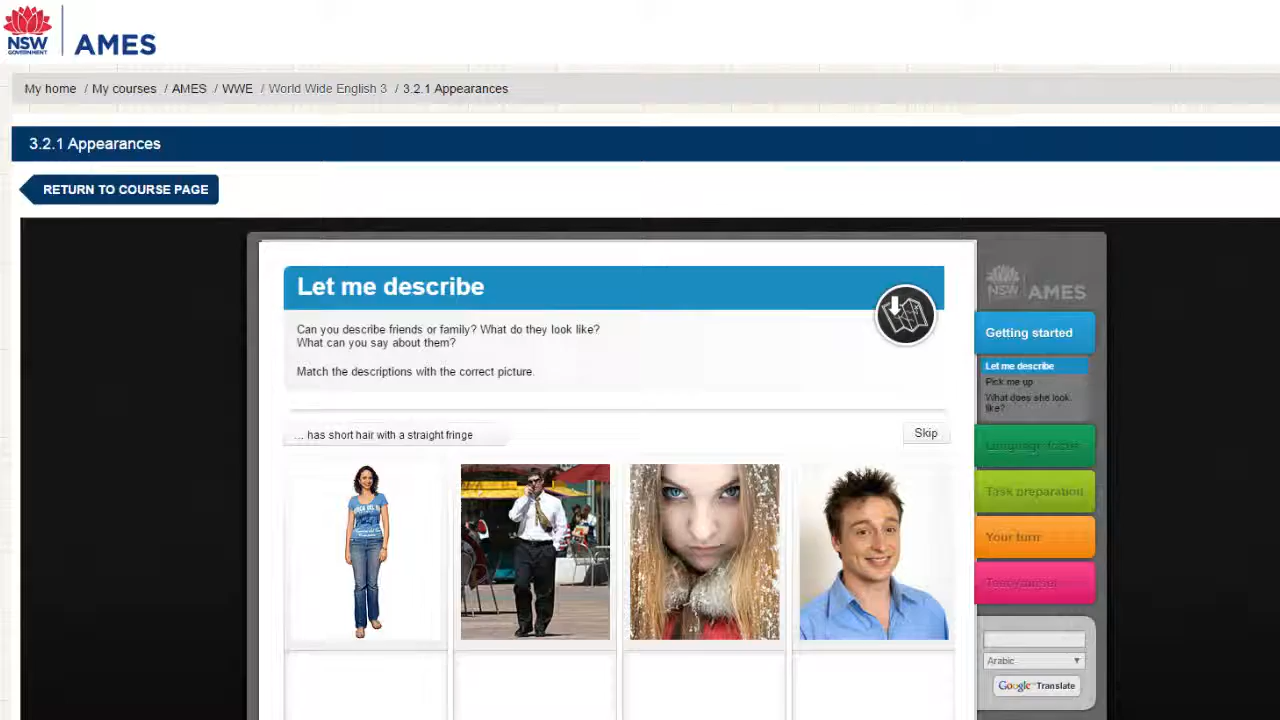 NSW
GOVERNMENT
AMES
My home / My courses / AMES / WWE / World Wide English 3 / 3.2.1 Appearances
3.2.1 Appearances
RETURN TO COURSE PAGE
Let me describe
Can you describe friends or family? What do they look like?
What can you say about them?
Match the descriptions with the correct picture.
... has short hair with a straight fringe
Skip
NSW
AMES
Getting started
Let me describe
Pick me up
What does she look
like?
Language focus
Task preparation
Your turn
Arabic
Google Translate